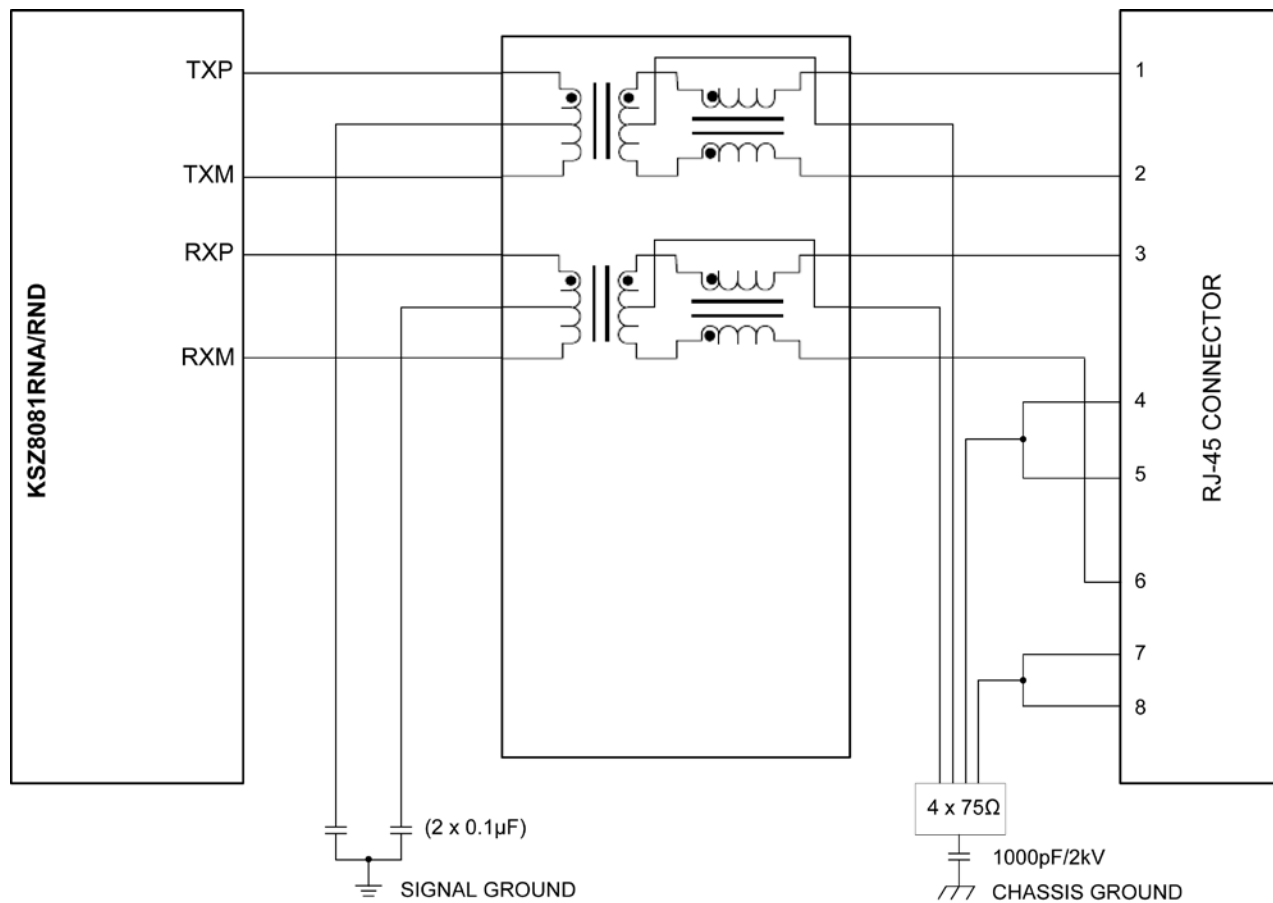 KSZ8081RNA/RND
TXP
TXM
RXP
RXM
1
2
3
4
5
6
7
8
RJ-45 CONNECTOR
(2 x 0.1µF)
SIGNAL GROUND
4 x 75Ω
1000pF/2kV
CHASSIS GROUND